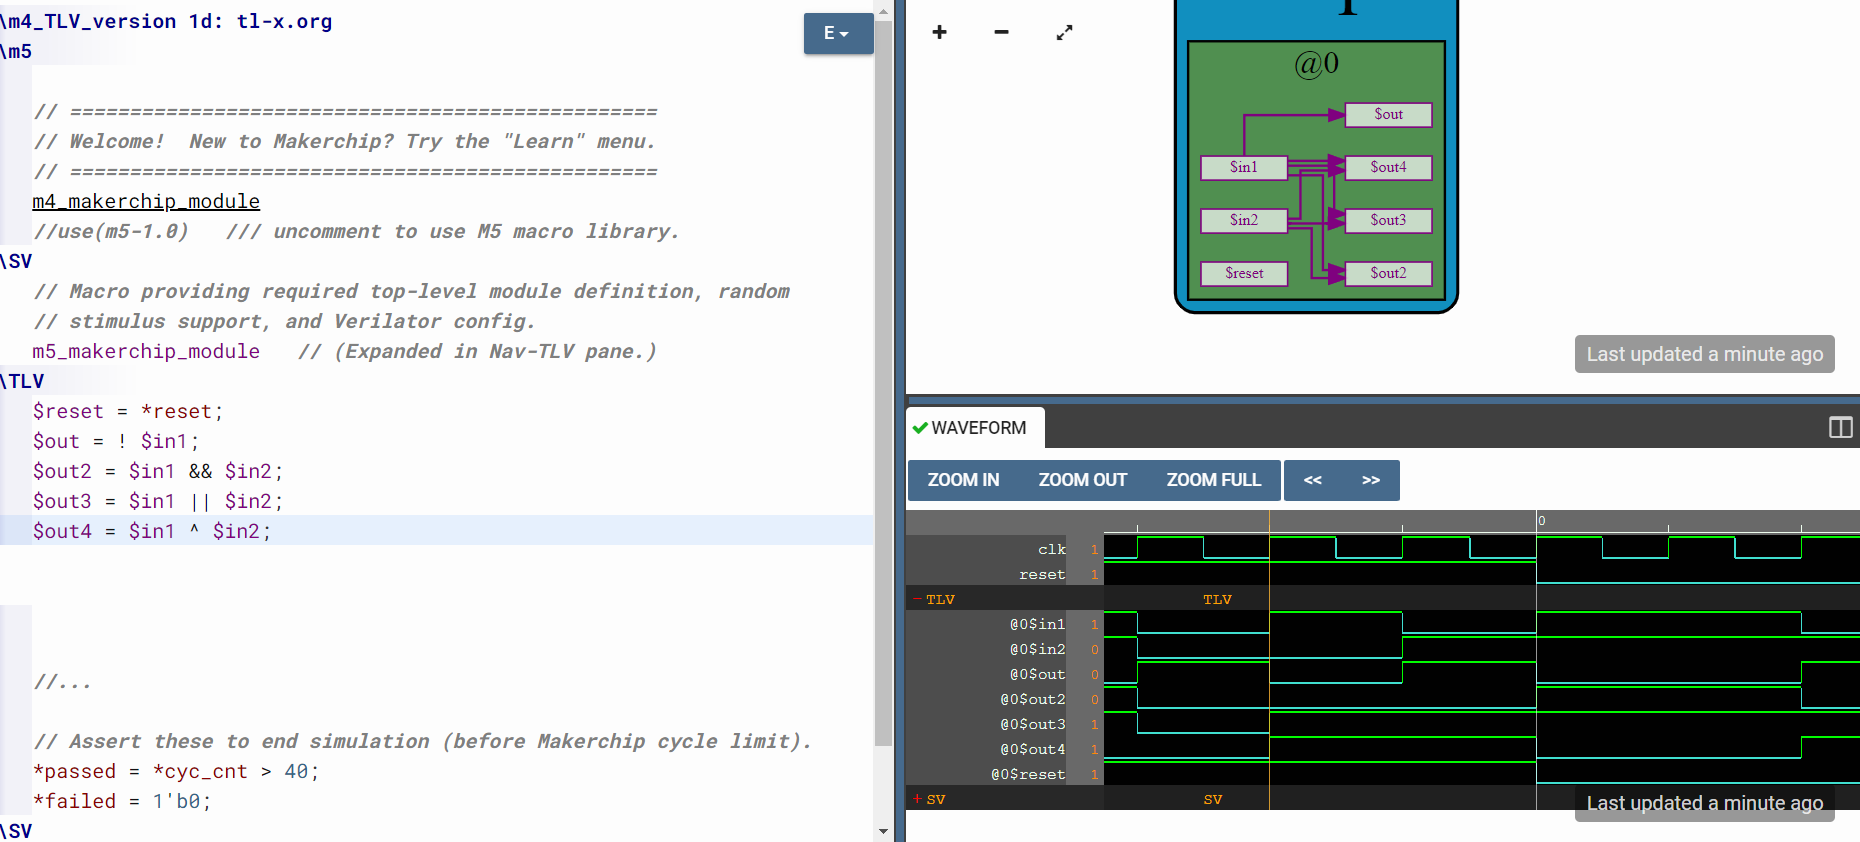 \m4_TLV_version 1d: tl-x.org
\m5
// =================================================
// Welcome!  New to Makerchip? Try the "Learn" menu.
// =================================================
m4_makerchip_module
//use(m5-1.0)   /// uncomment to use M5 macro library.
\SV
// Macro providing required top-level module definition, random
// stimulus support, and Verilator config.
m5_makerchip_module   // (Expanded in Nav-TLV pane.)
\TLV
$reset = *reset;
$out = ! $in1;
$out2 = $in1 && $in2;
$out3 = $in1 || $in2;
$out4 = $in1 ^ $in2;
//...
// Assert these to end simulation (before Makerchip cycle limit).
*passed = *cyc_cnt > 40;
*failed = 1'b0;
\SV
E
@0
$out
$in1
$out4
$in2
$out3
$reset
$out2
Last updated a minute ago
WAVEFORM
ZOOM IN ZOOM OUT ZOOM FULL << >>
0
clk 1
reset 1
- TLV TLV
@0$in1 1
@0$in2 0
@0$out 0
@0$out2 0
@0$out3 1
@0$out4 1
@0$reset 1
+ SV SV
Last updated a minute ago